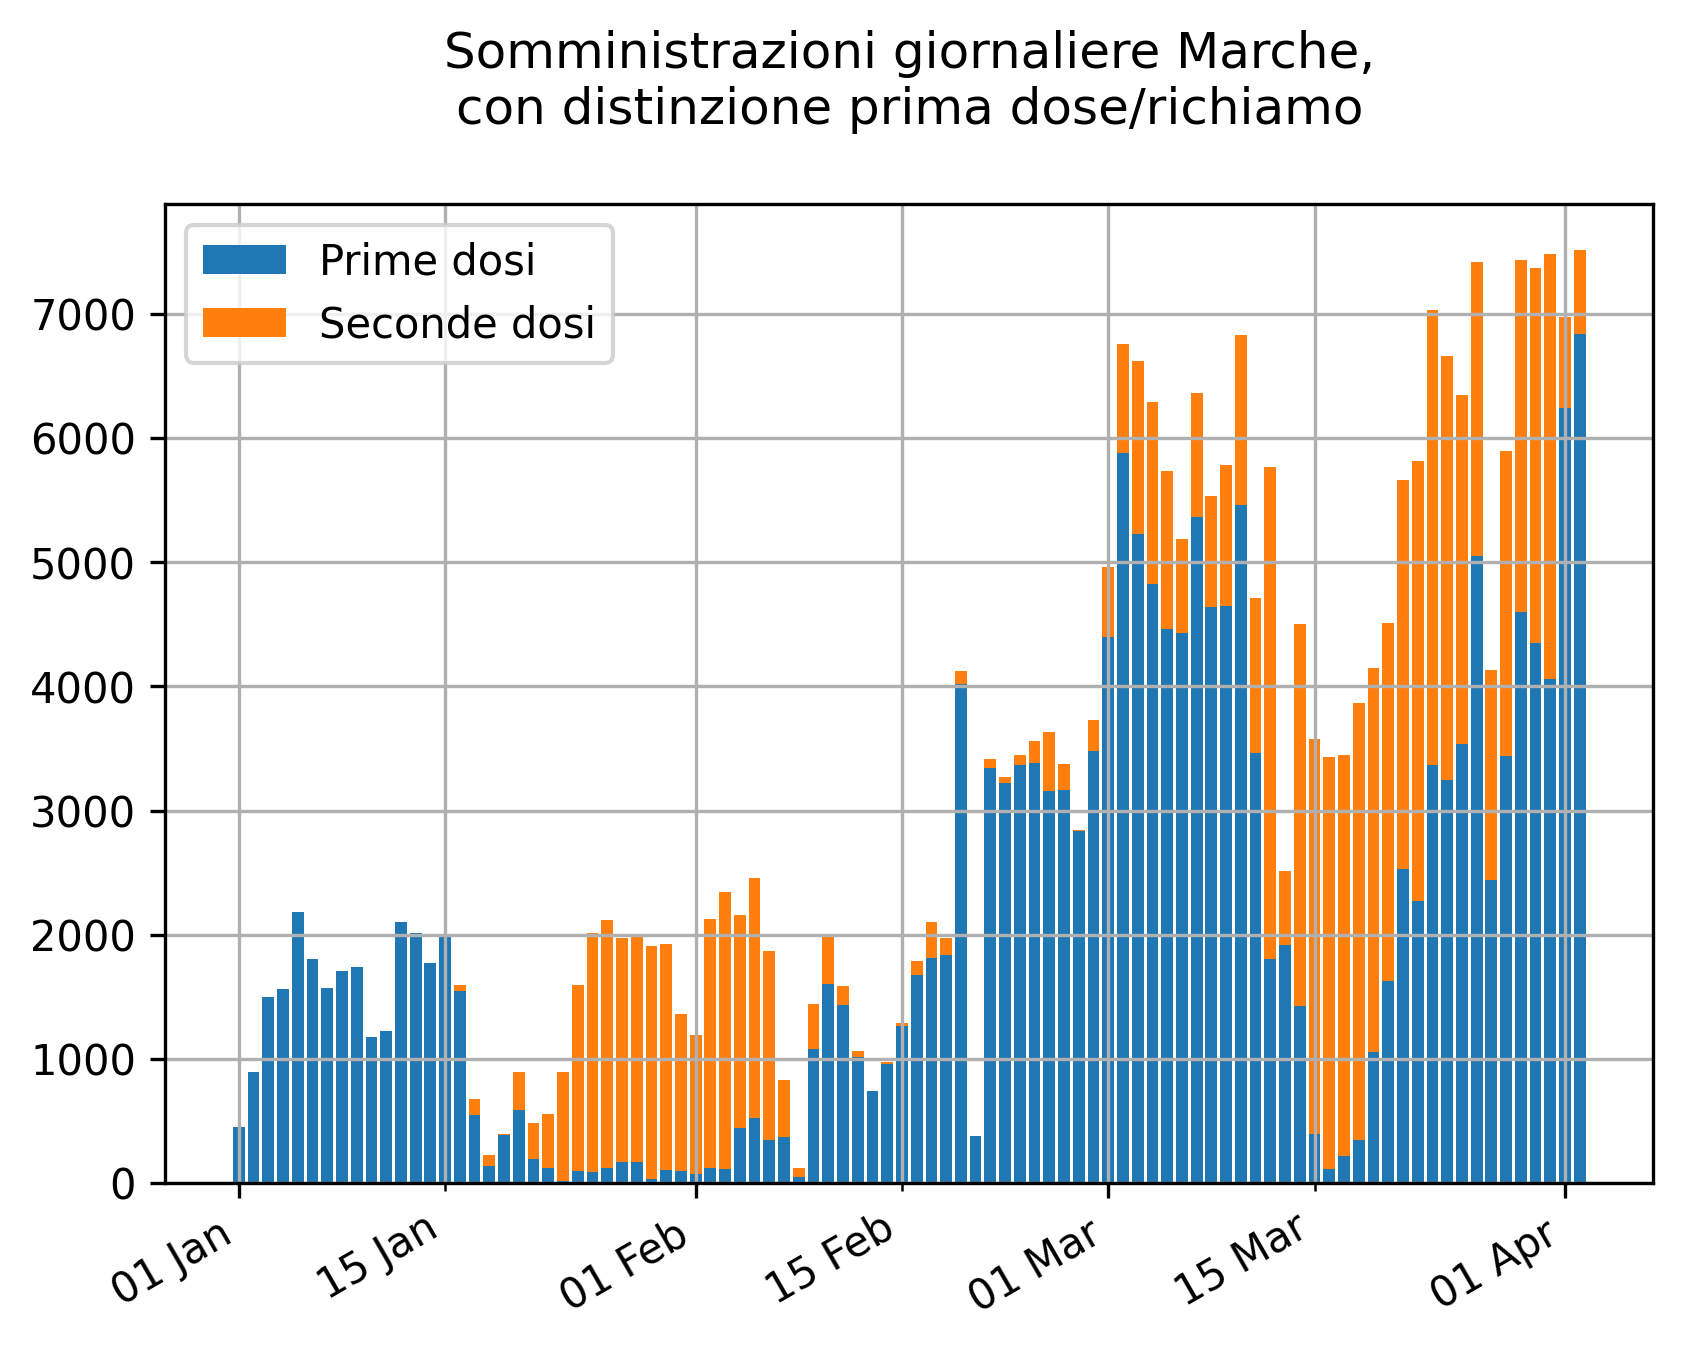 Somministrazioni giornaliere Marche,
con distinzione prima dose/richiamo
Prime dosi
Seconde dosi
7000
6000
5000
4000
3000
2000
1000
0
01 Jan
15 Jan
01 Feb
15 Feb
01 Mar
15 Mar
01 Apr